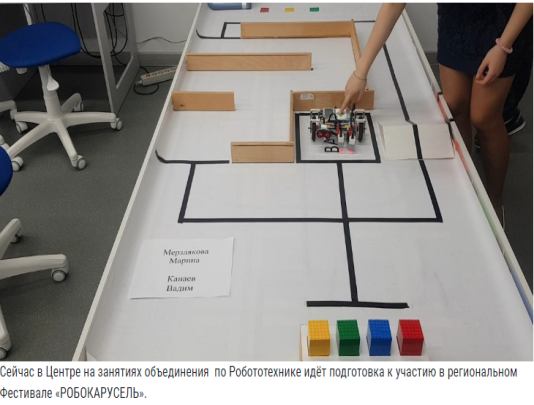 В
Мерзлякова
Марина
Канаев
Вадим
Сейчас в Центре на занятиях объединения по Робототехнике идёт подготовка к участию в региональном
Фестивале «РОБОКАРУСЕЛЬ».